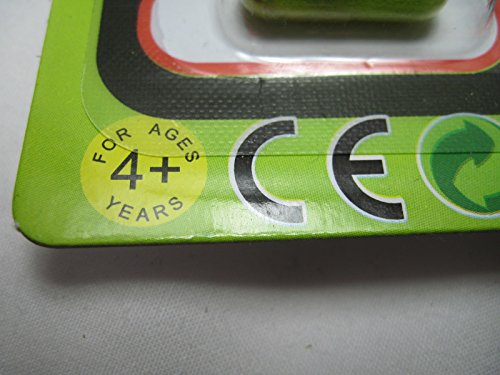 FOR AGES
4+
YEARS
CE